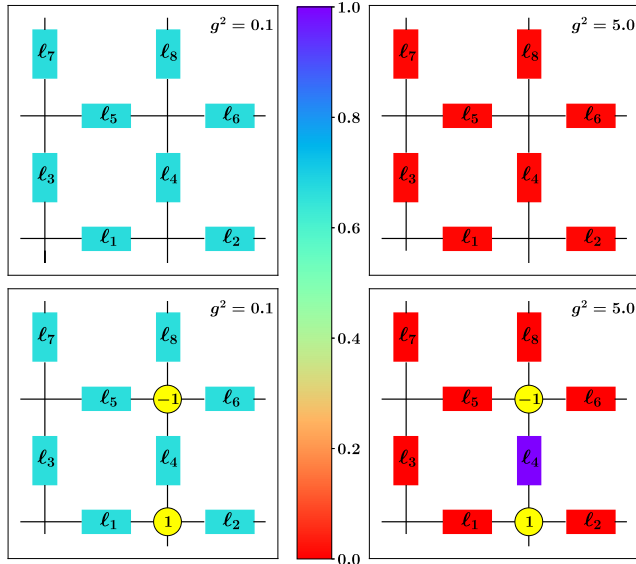 g² = 0.1
ℓ7 ℓ8
ℓ5 ℓ6
ℓ3 ℓ4
ℓ1 ℓ2
1.0
0.8
0.6
0.4
0.2
0.0
g² = 5.0
ℓ7 ℓ8
ℓ5 ℓ6
ℓ3 ℓ4
ℓ1 ℓ2
g² = 0.1
ℓ7 ℓ8
ℓ5 −1 ℓ6
ℓ3 ℓ4
ℓ1 1 ℓ2
g² = 5.0
ℓ7 ℓ8
ℓ5 −1 ℓ6
ℓ3 ℓ4
ℓ1 1 ℓ2